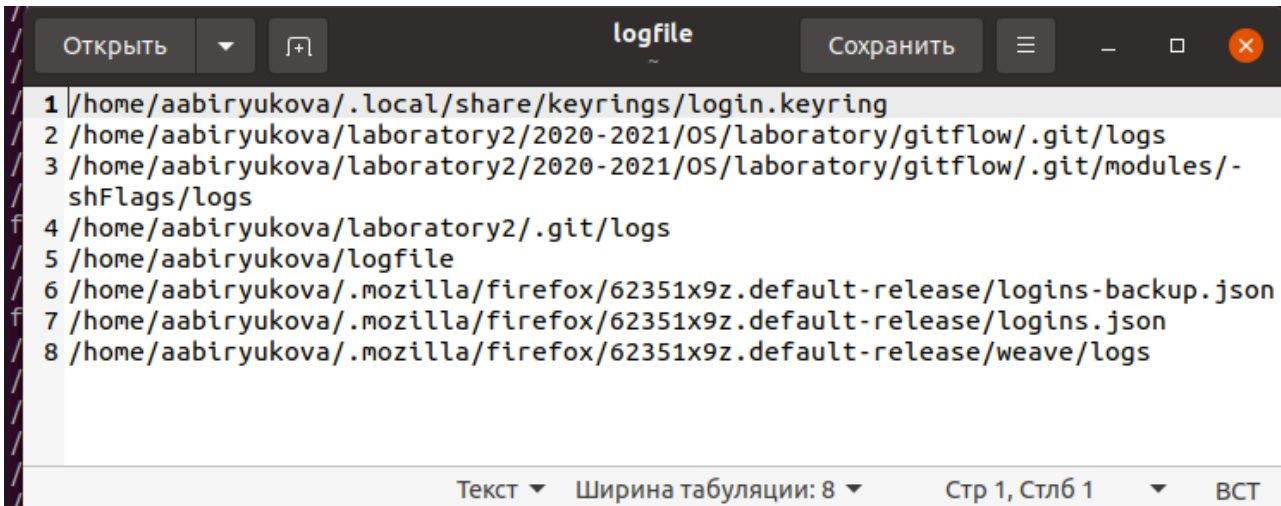 Открыть
logfile
~
Сохранить
1 /home/aabiryukova/.local/share/keyrings/login.keyring
2 /home/aabiryukova/laboratory2/2020-2021/OS/laboratory/gitflow/.git/logs
3 /home/aabiryukova/laboratory2/2020-2021/OS/laboratory/gitflow/.git/modules/-
shFlags/logs
4 /home/aabiryukova/laboratory2/.git/logs
5 /home/aabiryukova/logfile
6 /home/aabiryukova/.mozilla/firefox/62351x9z.default-release/logins-backup.json
7 /home/aabiryukova/.mozilla/firefox/62351x9z.default-release/logins.json
8 /home/aabiryukova/.mozilla/firefox/62351x9z.default-release/weave/logs
Текст Ширина табуляции: 8 Стр 1, Стлб 1 ВСТ